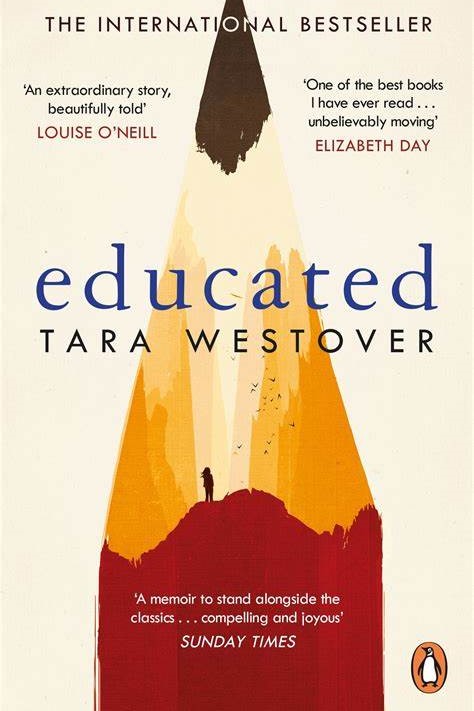 THE INTERNATIONAL BESTSELLER
‘An extraordinary story,
beautifully told’
LOUISE O’NEILL
‘One of the best books
I have ever read . . .
unbelievably moving’
ELIZABETH DAY
educated
TARA WESTOVER
‘A memoir to stand alongside the
classics . . . compelling and joyous’
SUNDAY TIMES